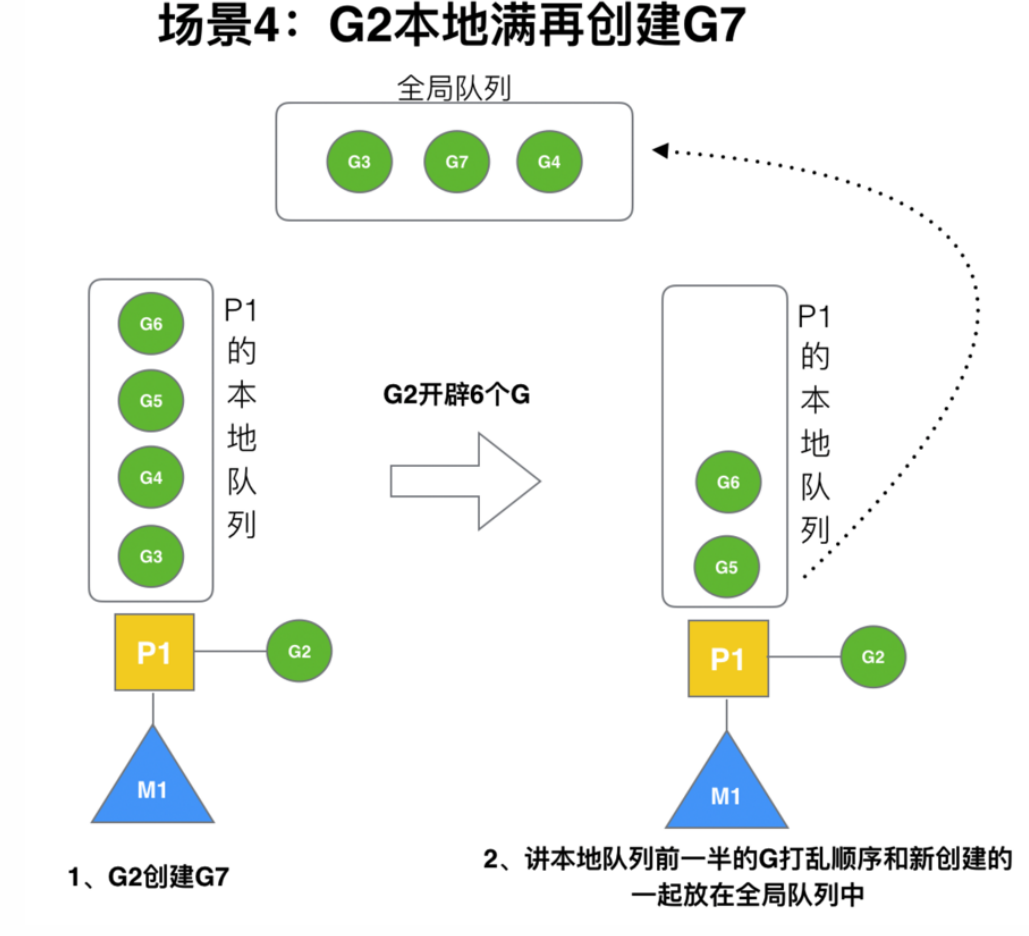 场景4：G2本地满再创建G7
全局队列
G3 G7 G4
G6
G5
G4
G3
P1
的
本
地
队
列
P1
G2
M1
1、G2创建G7
G2开辟6个G
G6
G5
P1
的
本
地
队
列
P1
G2
M1
2、讲本地队列前一半的G打乱顺序和新创建的
一起放在全局队列中